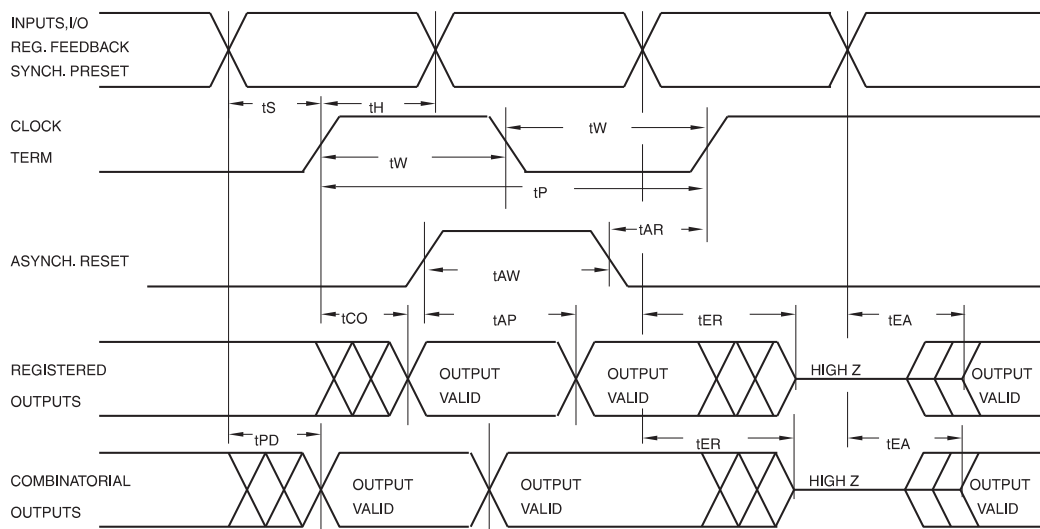 INPUTS,I/O
REG. FEEDBACK
SYNCH. PRESET
tS
tH
CLOCK
TERM
tW
tW
tP
ASYNCH. RESET
tAR
tAW
tCO
tAP
tER
tEA
REGISTERED
OUTPUTS
OUTPUT
VALID
OUTPUT
VALID
HIGH Z
OUTPUT
VALID
tPD
tER
tEA
COMBINATORIAL
OUTPUTS
OUTPUT
VALID
OUTPUT
VALID
HIGH Z
OUTPUT
VALID